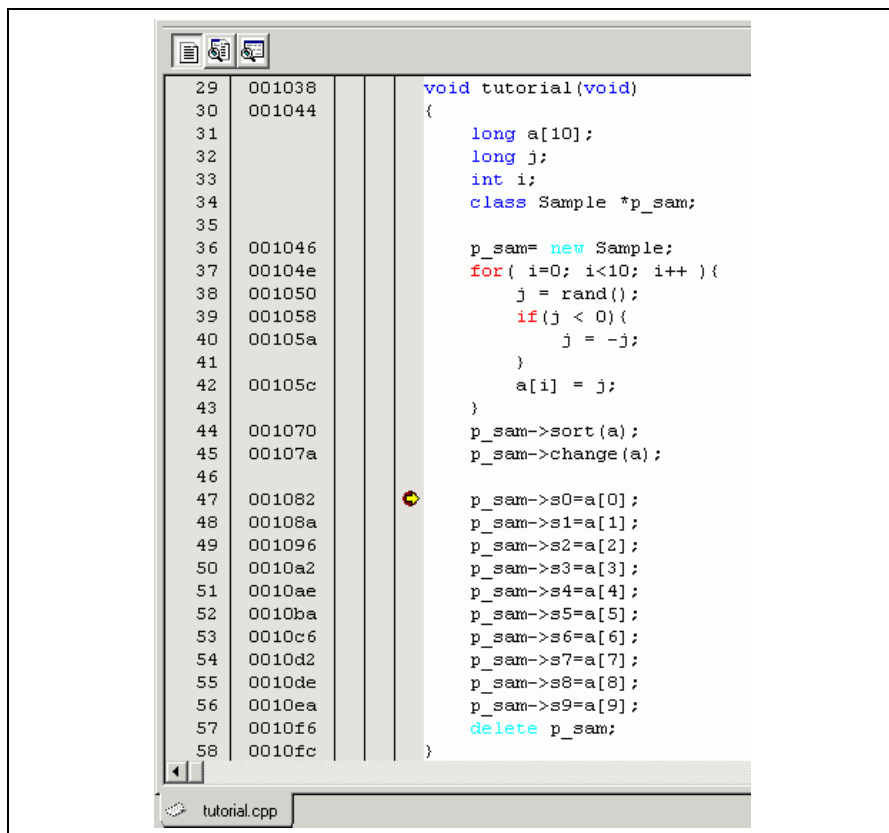 29 001038 void tutorial(void)
30 001044 {
31 long a[10];
32 long j;
33 int i;
34 class Sample *p_sam;
35
36 001046 p_sam= new Sample;
37 00104e for( i=0; i<10; i++ ){
38 001050 j = rand();
39 001058 if(j < 0){
40 00105a j = -j;
41 }
42 00105c a[i] = j;
43 }
44 001070 p_sam->sort(a);
45 00107a p_sam->change(a);
46
47 001082 p_sam->s0=a[0];
48 00108a p_sam->s1=a[1];
49 001096 p_sam->s2=a[2];
50 0010a2 p_sam->s3=a[3];
51 0010ae p_sam->s4=a[4];
52 0010ba p_sam->s5=a[5];
53 0010c6 p_sam->s6=a[6];
54 0010d2 p_sam->s7=a[7];
55 0010de p_sam->s8=a[8];
56 0010ea p_sam->s9=a[9];
57 0010f6 delete p_sam;
58 0010fc }
tutorial.cpp